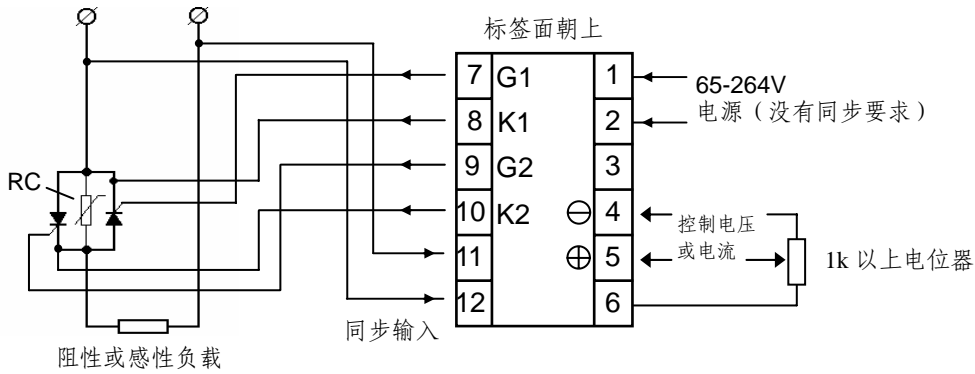 标签面朝上
7 G1 1 65-264V
8 K1 2 电源（没有同步要求）
9 G2 3
RC
10 K2 ⊖ 4 控制电压
11 ⊕ 5 或电流 1k 以上电位器
12 6
同步输入
阻性或感性负载